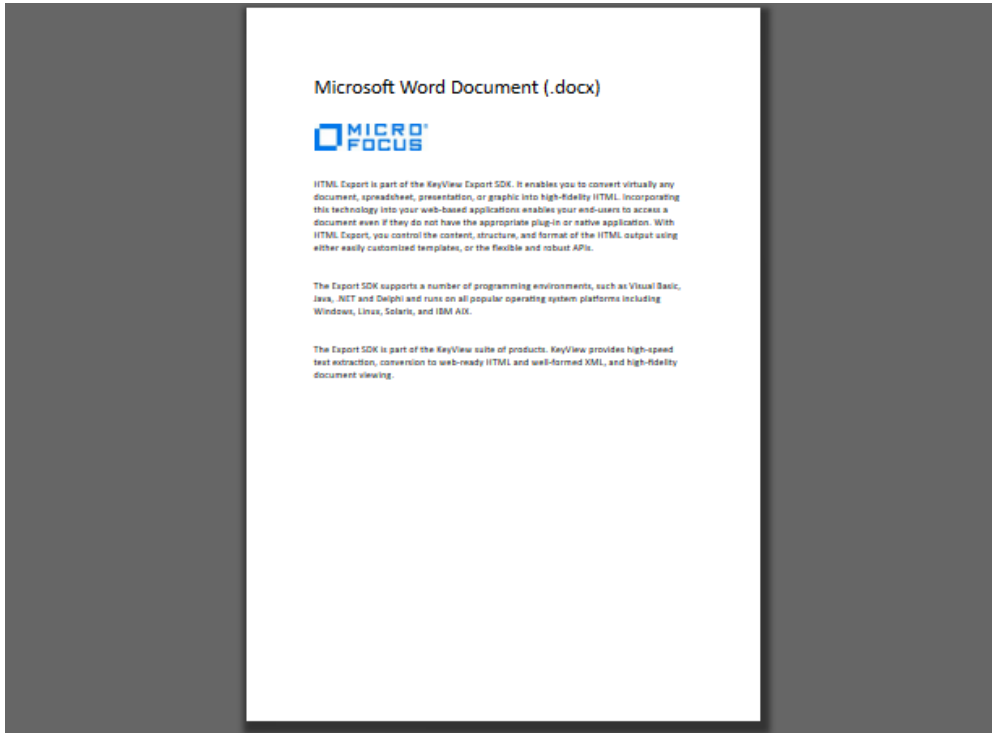 Microsoft Word Document (.docx)
MICRO
FOCUS
HTML Export is part of the KeyView Export SDK. It enables you to convert virtually any
document, spreadsheet, presentation, or graphic into high-fidelity HTML. Incorporating
this technology into your web-based applications enables your end-users to access a
document even if they do not have the appropriate plug-in or native application. With
HTML Export, you control the content, structure, and format of the HTML output using
either easily customized templates, or the flexible and robust APIs.
The Export SDK supports a number of programming environments, such as Visual Basic,
Java, .NET and Delphi and runs on all popular operating system platforms including
Windows, Linux, Solaris, and IBM AIX.
The Export SDK is part of the KeyView suite of products. KeyView provides high-speed
text extraction, conversion to web-ready HTML and well-formed XML, and high-fidelity
document viewing.